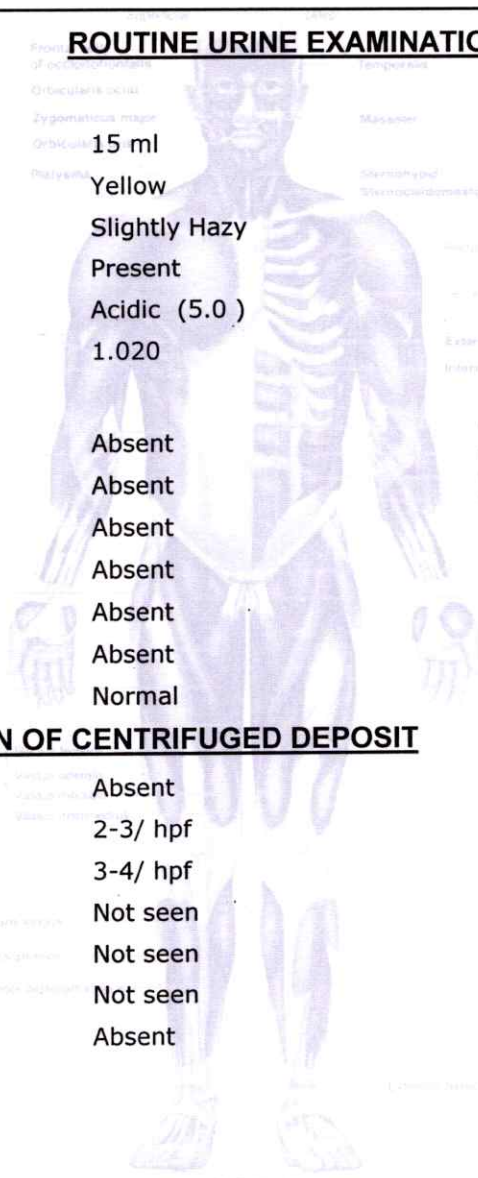 ROUTINE URINE EXAMINATIO
15 ml
Yellow
Slightly Hazy
Present
Acidic (5.0 )
1.020
Absent
Absent
Absent
Absent
Absent
Absent
Normal
N OF CENTRIFUGED DEPOSIT
Absent
2-3/ hpf
3-4/ hpf
Not seen
Not seen
Not seen
Absent